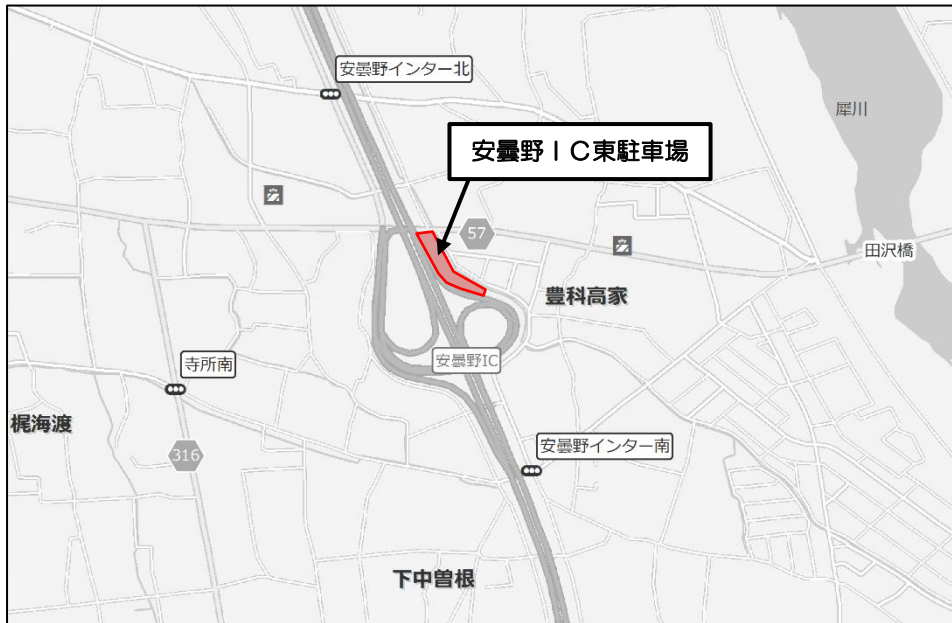 安曇野インター北
犀川
安曇野IC東駐車場
57
田沢橋
豊科高家
安曇野IC
寺所南
梶海渡
安曇野インター南
316
下中曽根